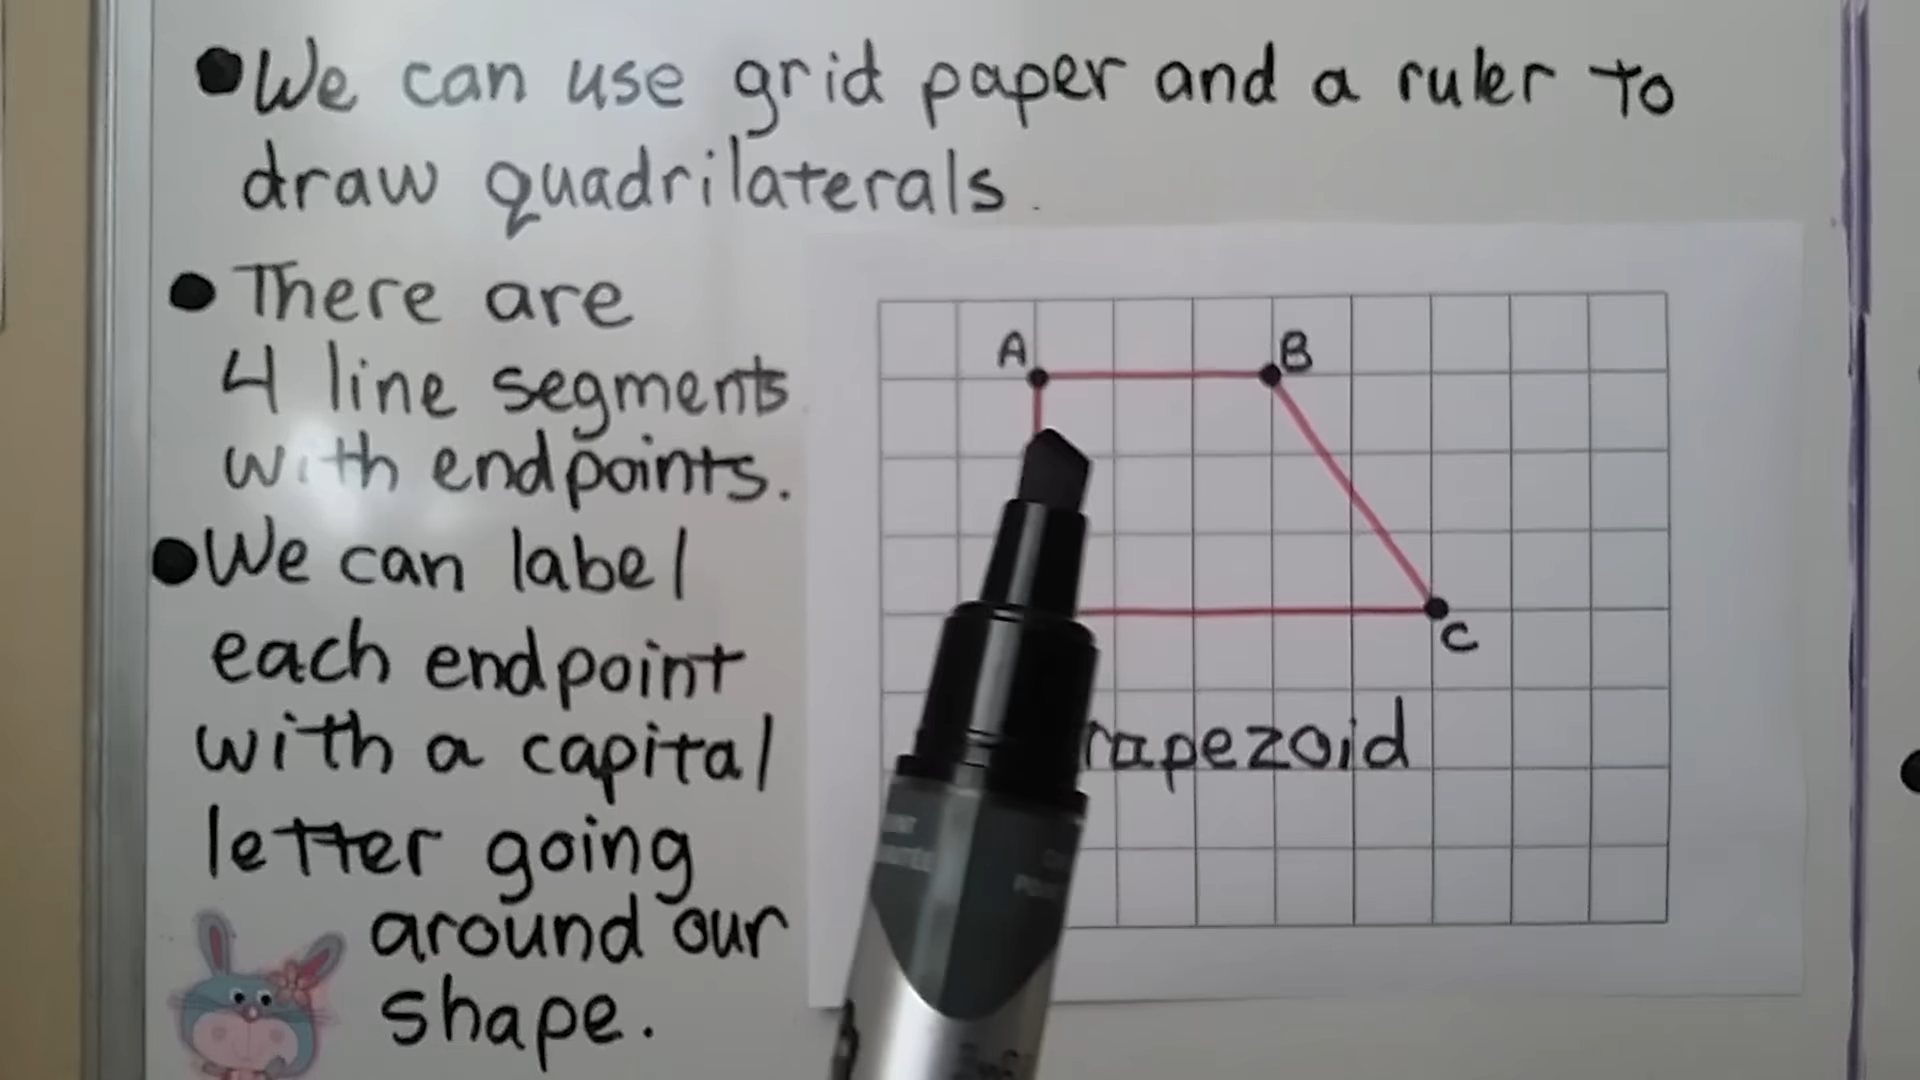 We can use grid paper and a ruler to
draw quadrilaterals.
There are
4 line segments
with endpoints.
We can label
each endpoint
with a capital
letter going
around our
shape.
A
B
C
rapezoid